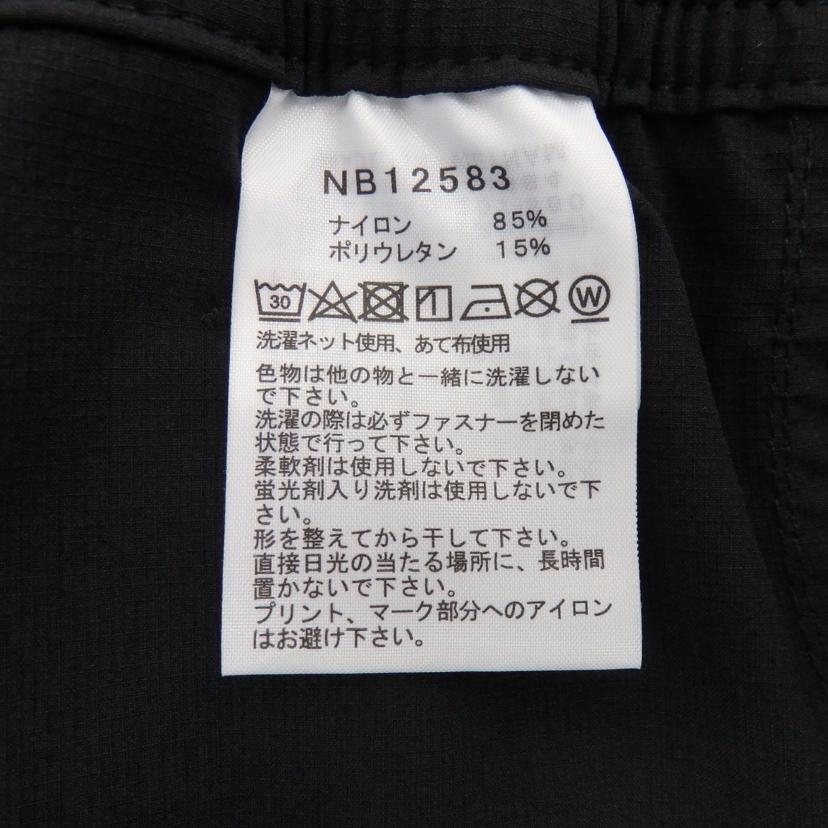 NB12583
ナイロン 85%
ポリウレタン 15%
30 W
洗濯ネット使用、あて布使用
色物は他の物と一緒に洗濯しない
で下さい。
洗濯の際は必ずファスナーを閉めた
状態で行って下さい。
柔軟剤は使用しないで下さい。
蛍光剤入り洗剤は使用しないで下
さい。
形を整えてから干して下さい。
直接日光の当たる場所に、長時間
置かないで下さい。
プリント、マーク部分へのアイロン
はお避け下さい。